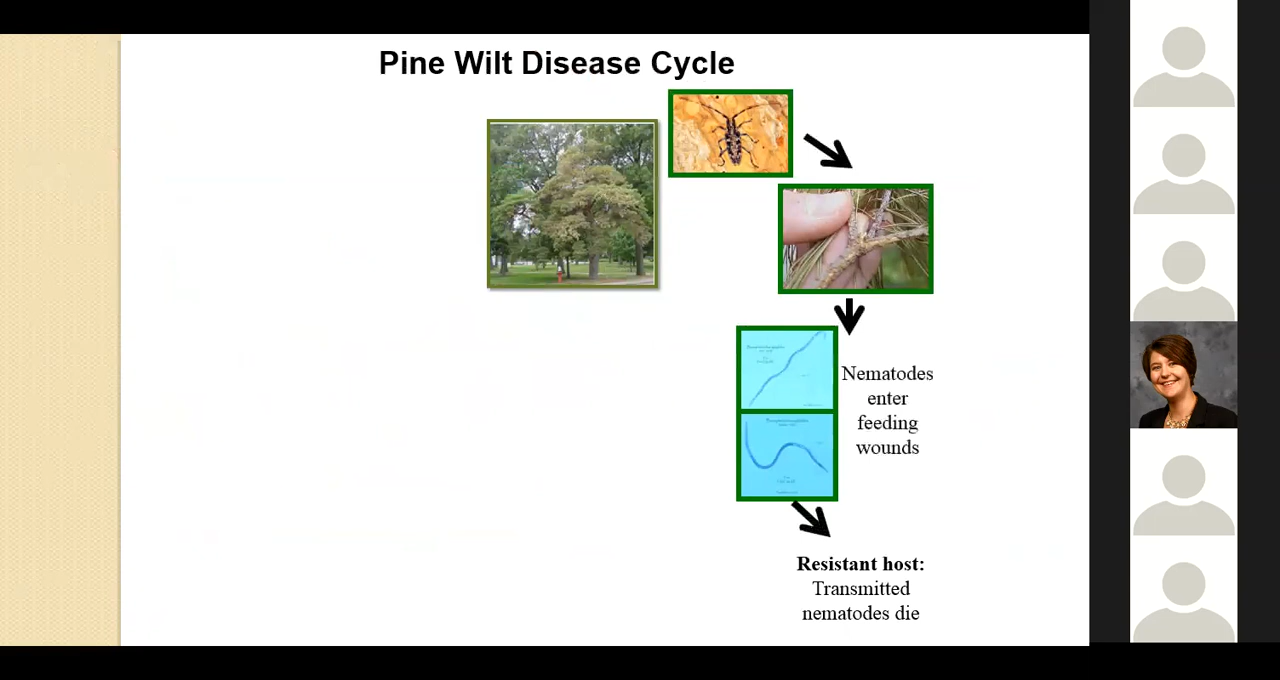 Pine Wilt Disease Cycle
Nematodes
enter
feeding
wounds
Resistant host:
Transmitted
nematodes die